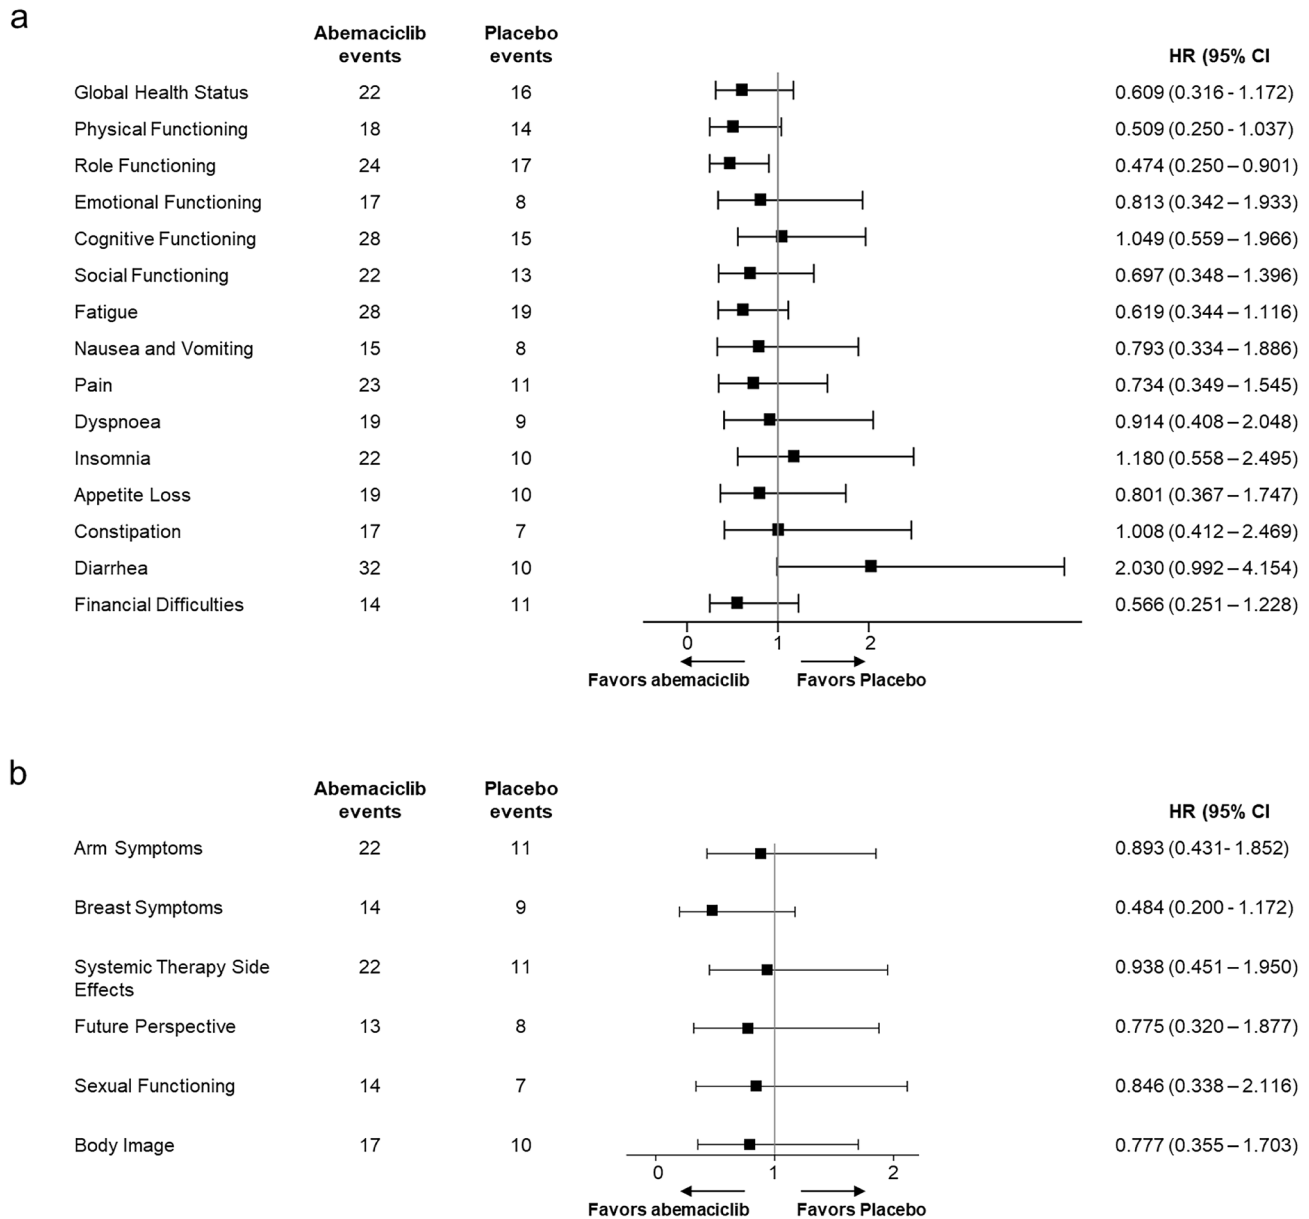 a
Abemaciclib events Placebo events HR (95% CI
Global Health Status 22 16 0.609 (0.316 - 1.172)
Physical Functioning 18 14 0.509 (0.250 - 1.037)
Role Functioning 24 17 0.474 (0.250 – 0.901)
Emotional Functioning 17 8 0.813 (0.342 – 1.933)
Cognitive Functioning 28 15 1.049 (0.559 – 1.966)
Social Functioning 22 13 0.697 (0.348 – 1.396)
Fatigue 28 19 0.619 (0.344 – 1.116)
Nausea and Vomiting 15 8 0.793 (0.334 – 1.886)
Pain 23 11 0.734 (0.349 – 1.545)
Dyspnoea 19 9 0.914 (0.408 – 2.048)
Insomnia 22 10 1.180 (0.558 – 2.495)
Appetite Loss 19 10 0.801 (0.367 – 1.747)
Constipation 17 7 1.008 (0.412 – 2.469)
Diarrhea 32 10 2.030 (0.992 – 4.154)
Financial Difficulties 14 11 0.566 (0.251 – 1.228)
0 1 2
Favors abemaciclib Favors Placebo
b
Abemaciclib events Placebo events HR (95% CI
Arm Symptoms 22 11 0.893 (0.431- 1.852)
Breast Symptoms 14 9 0.484 (0.200 - 1.172)
Systemic Therapy Side 22 11 0.938 (0.451 – 1.950)
Effects
Future Perspective 13 8 0.775 (0.320 – 1.877)
Sexual Functioning 14 7 0.846 (0.338 – 2.116)
Body Image 17 10 0.777 (0.355 – 1.703)
0 1 2
Favors abemaciclib Favors Placebo